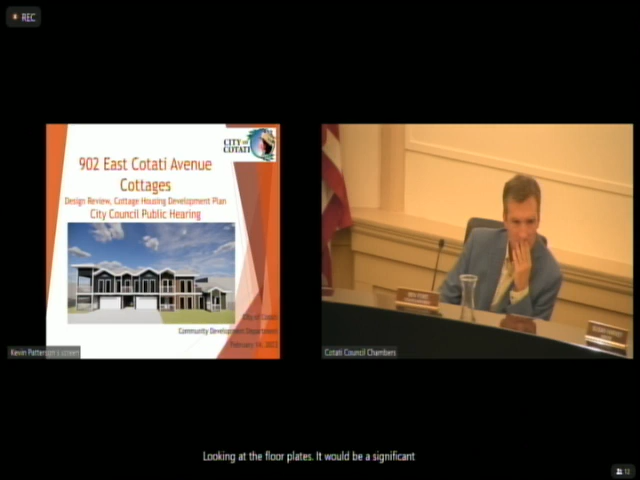 REC
CITY OF
COTATI
902 East Cotati Avenue
Cottages
Design Review, Cottage Housing Development Plan
City Council Public Hearing
City of Cotati
Community Development Department
February 14, 2023
Kevin Patterson
Cotati Council Chambers
Looking at the floor plates. It would be a significant
12